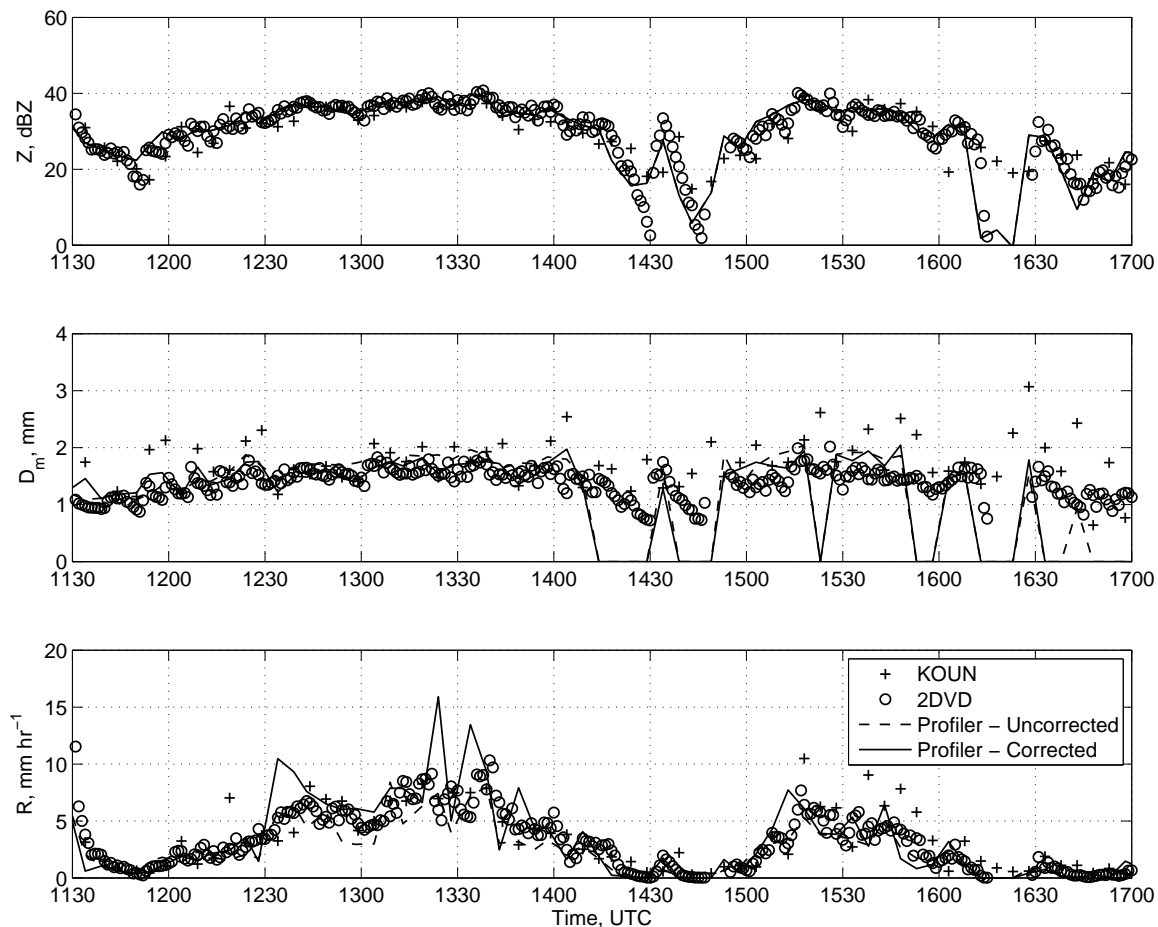 60
40
20
0
Z, dBZ
1130 1200 1230 1300 1330 1400 1430 1500 1530 1600 1630 1700
4
3
2
1
0
D_m, mm
1130 1200 1230 1300 1330 1400 1430 1500 1530 1600 1630 1700
20
15
10
5
0
R, mm hr⁻¹
KOUN
2DVD
Profiler − Uncorrected
Profiler − Corrected
1130 1200 1230 1300 1330 1400 1430 1500 1530 1600 1630 1700
Time, UTC